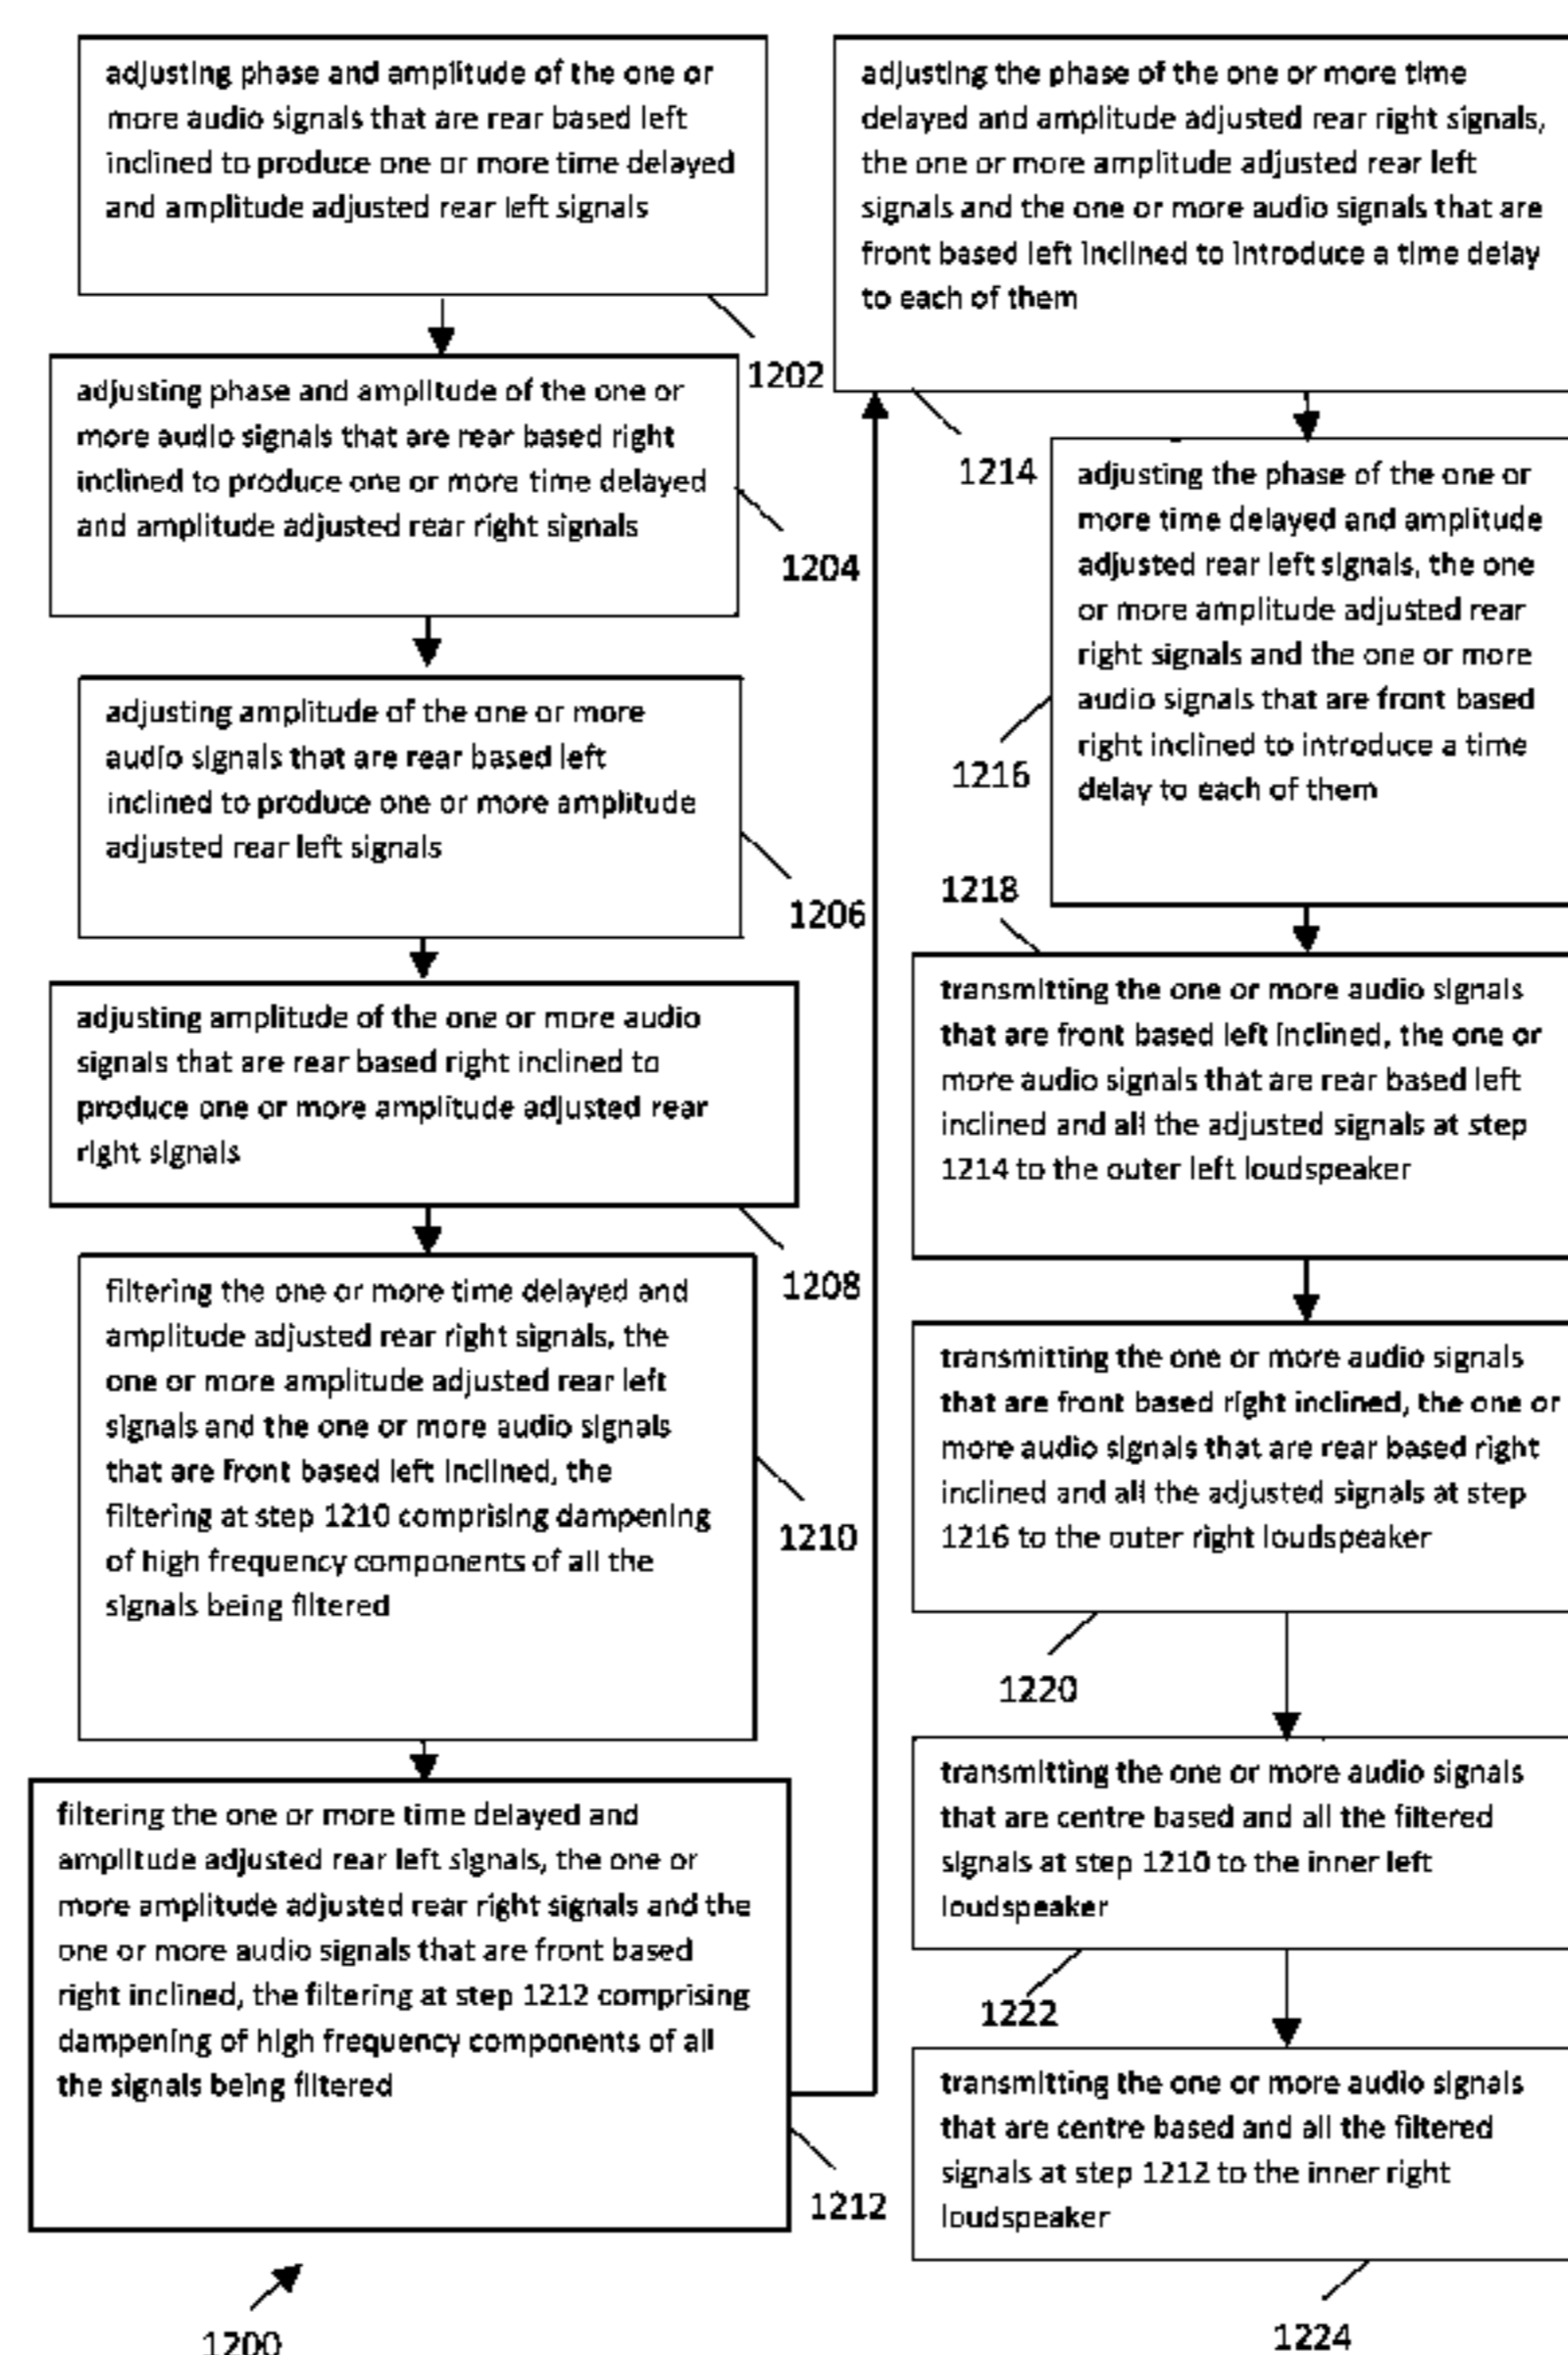 adjusting phase and amplitude of the one or
more audio signals that are rear based left
inclined to produce one or more time delayed
and amplitude adjusted rear left signals
1202
adjusting phase and amplitude of the one or
more audio signals that are rear based right
inclined to produce one or more time delayed
and amplitude adjusted rear right signals
1204
adjusting amplitude of the one or more
audio signals that are rear based left
inclined to produce one or more amplitude
adjusted rear left signals
1206
adjusting amplitude of the one or more audio
signals that are rear based right inclined to
produce one or more amplitude adjusted rear
right signals
1208
filtering the one or more time delayed and
amplitude adjusted rear right signals, the
one or more amplitude adjusted rear left
signals and the one or more audio signals
that are front based left inclined, the
filtering at step 1210 comprising dampening
of high frequency components of all the
signals being filtered
1210
filtering the one or more time delayed and
amplitude adjusted rear left signals, the one or
more amplitude adjusted rear right signals and the
one or more audio signals that are front based
right inclined, the filtering at step 1212 comprising
dampening of high frequency components of all
the signals being filtered
1212
1200
adjusting the phase of the one or more time
delayed and amplitude adjusted rear right signals,
the one or more amplitude adjusted rear left
signals and the one or more audio signals that are
front based left inclined to introduce a time delay
to each of them
1214
adjusting the phase of the one or
more time delayed and amplitude
adjusted rear left signals, the one
or more amplitude adjusted rear
right signals and the one or more
audio signals that are front based
right inclined to introduce a time
delay to each of them
1216
1218
transmitting the one or more audio signals
that are front based left inclined, the one or
more audio signals that are rear based left
inclined and all the adjusted signals at step
1214 to the outer left loudspeaker
transmitting the one or more audio signals
that are front based right inclined, the one or
more audio signals that are rear based right
inclined and all the adjusted signals at step
1216 to the outer right loudspeaker
1220
transmitting the one or more audio signals
that are centre based and all the filtered
signals at step 1210 to the inner left
loudspeaker
1222
transmitting the one or more audio signals
that are centre based and all the filtered
signals at step 1212 to the inner right
loudspeaker
1224